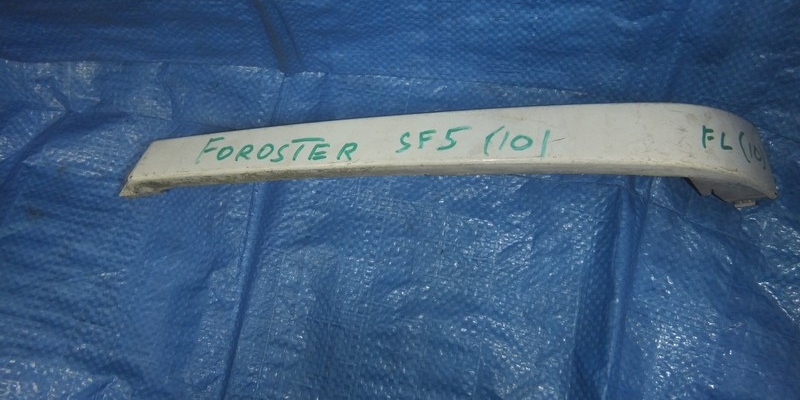 FOROSTER SF5 (10) FL (10)